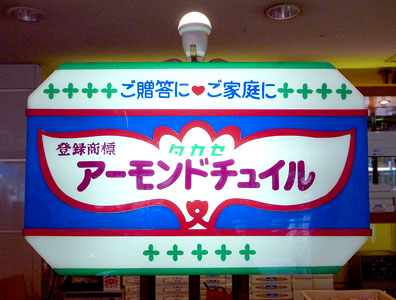 ご贈答に♥ご家庭に
登録商標
タカセ
アーモンドチュイル